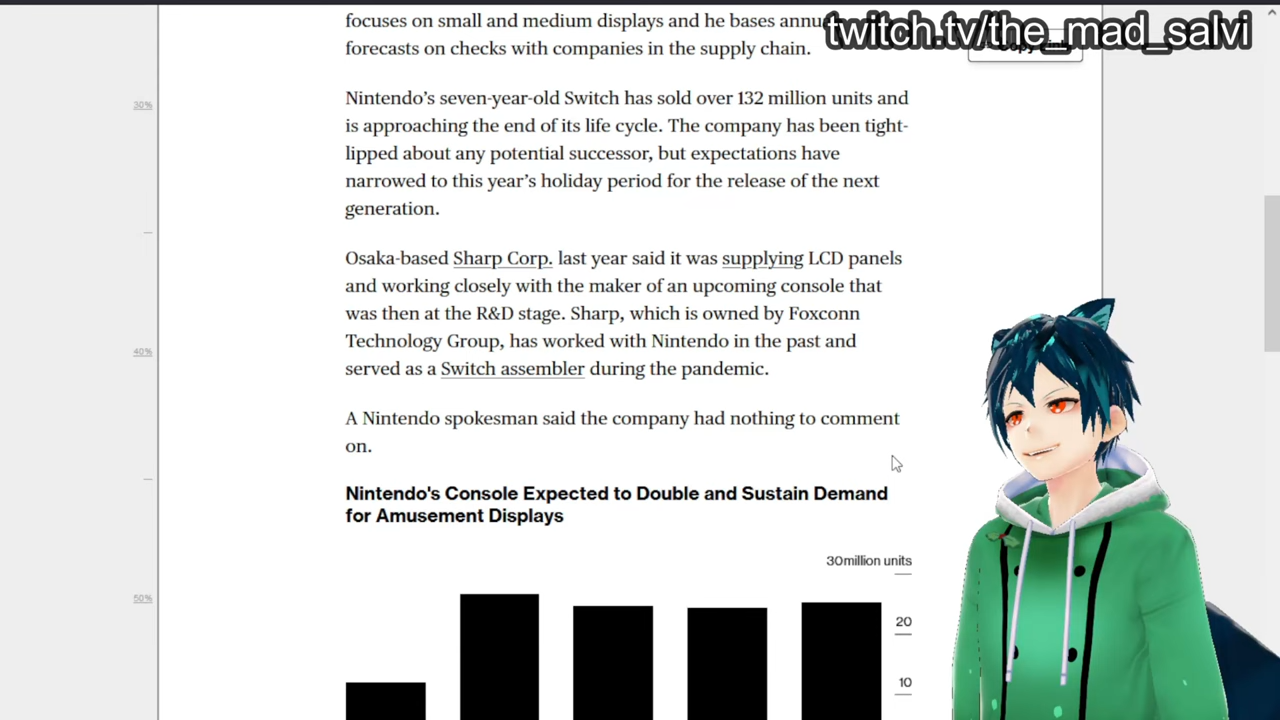 focuses on small and medium displays and he bases annu
twitch.tv/the_mad_salvi
forecasts on checks with companies in the supply chain.
Copy Link
30%
Nintendo's seven-year-old Switch has sold over 132 million units and
is approaching the end of its life cycle. The company has been tight-
lipped about any potential successor, but expectations have
narrowed to this year's holiday period for the release of the next
generation.
Osaka-based Sharp Corp. last year said it was supplying LCD panels
and working closely with the maker of an upcoming console that
was then at the R&D stage. Sharp, which is owned by Foxconn
40%
Technology Group, has worked with Nintendo in the past and
served as a Switch assembler during the pandemic.
A Nintendo spokesman said the company had nothing to comment
on.
Nintendo's Console Expected to Double and Sustain Demand
for Amusement Displays
30million units
50%
20
10